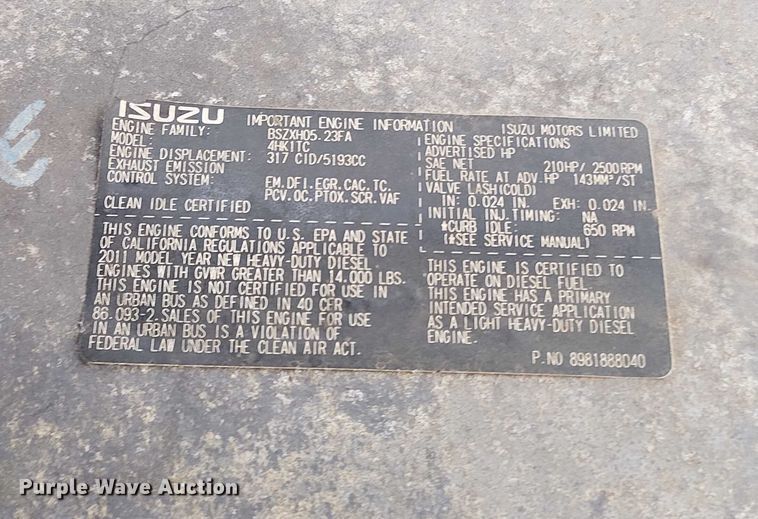 ISUZU
IMPORTANT ENGINE INFORMATION
ISUZU MOTORS LIMITED
ENGINE FAMILY: BSZXH05.23FA
MODEL: 4HK1TC
ENGINE DISPLACEMENT: 317 CID/5193CC
EXHAUST EMISSION
CONTROL SYSTEM: EM.DFI.EGR.CAC.TC.
PCV.OC.PTOX.SCR.VAF
CLEAN IDLE CERTIFIED
THIS ENGINE CONFORMS TO U.S. EPA AND STATE
OF CALIFORNIA REGULATIONS APPLICABLE TO
2011 MODEL YEAR NEW HEAVY-DUTY DIESEL
ENGINES WITH GVWR GREATER THAN 14,000 LBS.
THIS ENGINE IS NOT CERTIFIED FOR USE IN
AN URBAN BUS AS DEFINED IN 40 CFR
86.093-2.SALES OF THIS ENGINE FOR USE
IN AN URBAN BUS IS A VIOLATION OF
FEDERAL LAW UNDER THE CLEAN AIR ACT.
ENGINE SPECIFICATIONS
ADVERTISED HP
SAE NET 210HP/ 2500RPM
FUEL RATE AT ADV.HP 143MM³/ST
VALVE LASH(COLD)
IN: 0.024 IN. EXH: 0.024 IN.
INITIAL INJ.TIMING: NA
*CURB IDLE: 650 RPM
(*SEE SERVICE MANUAL)
THIS ENGINE IS CERTIFIED TO
OPERATE ON DIESEL FUEL.
THIS ENGINE HAS A PRIMARY
INTENDED SERVICE APPLICATION
AS A LIGHT HEAVY-DUTY DIESEL
ENGINE.
P.NO 8981888040
Purple Wave Auction